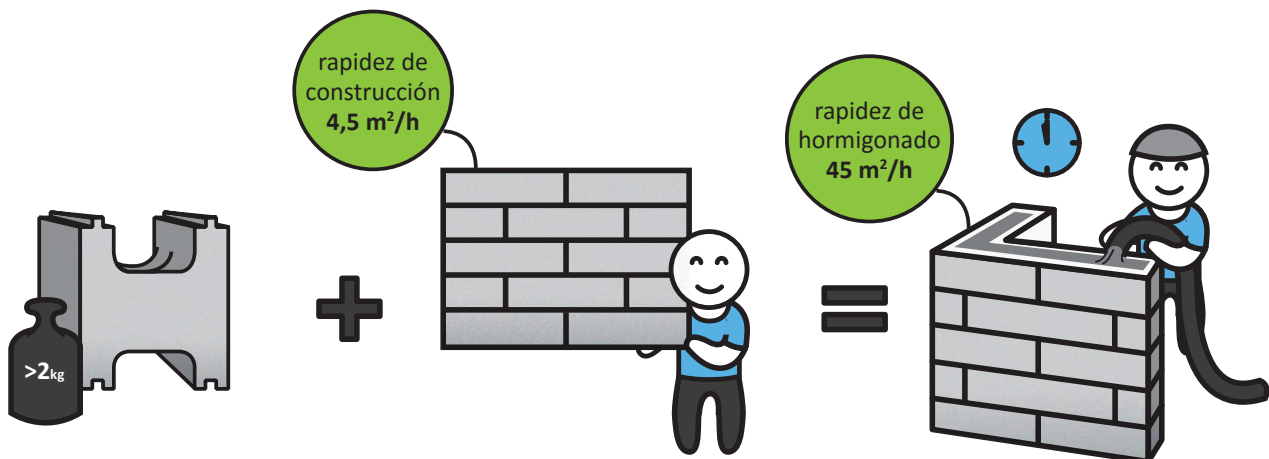 rapidez de
construcción
4,5 m²/h
rapidez de
hormigonado
45 m²/h
>2kg